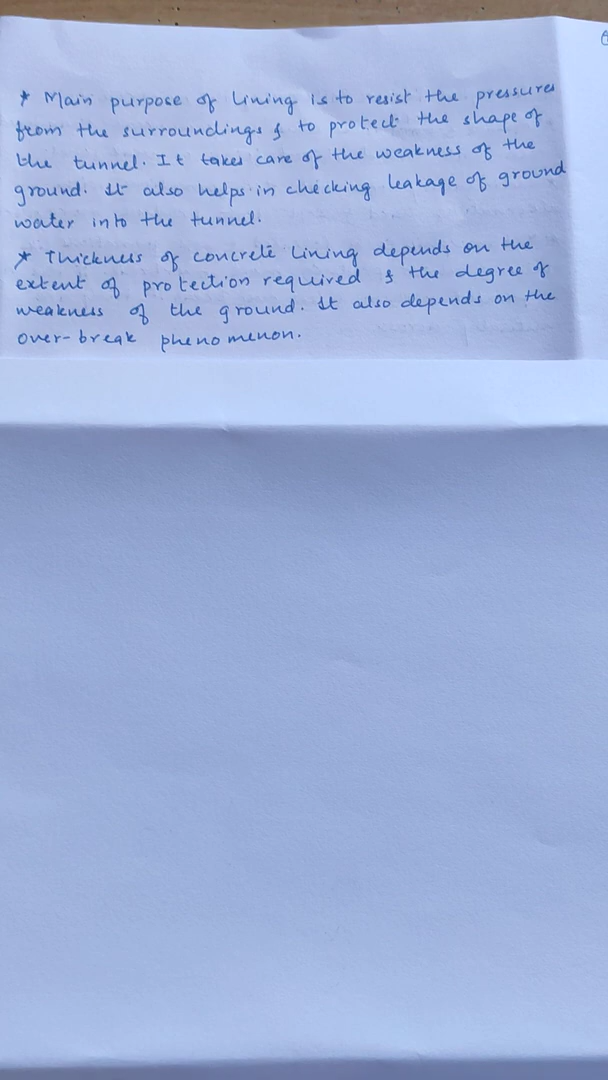 * Main purpose of lining is to resist the pressures
from the surroundings & to protect the shape of
the tunnel. It takes care of the weakness of the
ground. It also helps in checking leakage of ground
water into the tunnel.
* Thickness of concrete lining depends on the
extent of protection required & the degree of
weakness of the ground. It also depends on the
over-break phenomenon.